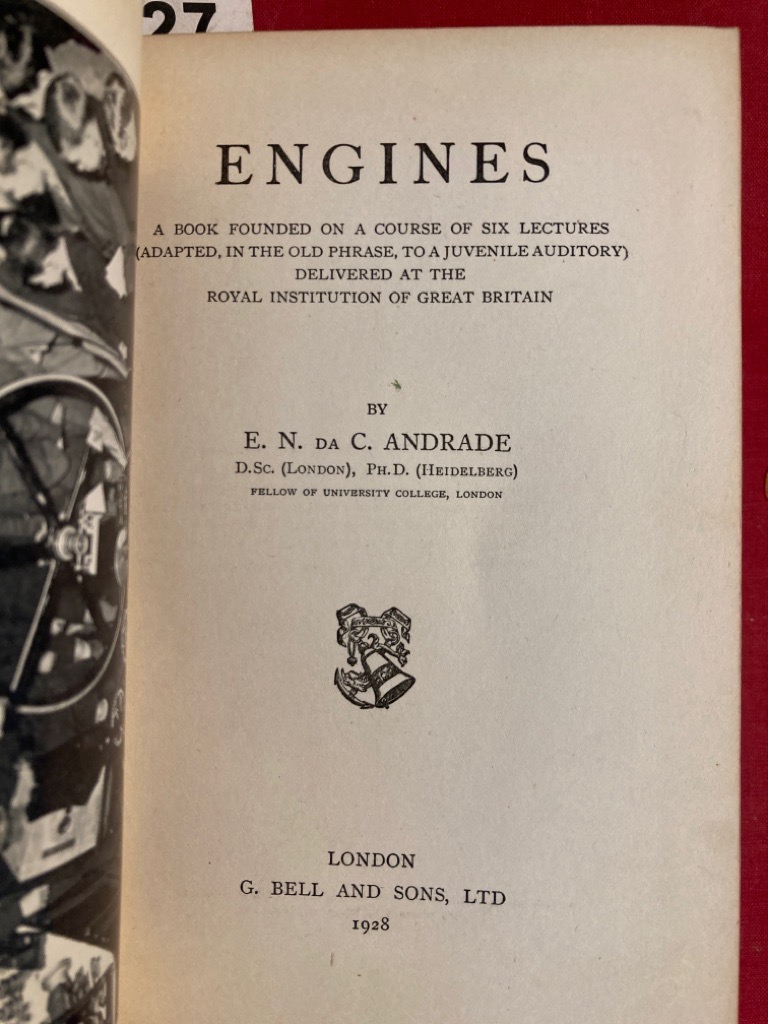 27
ENGINES
A BOOK FOUNDED ON A COURSE OF SIX LECTURES
(ADAPTED, IN THE OLD PHRASE, TO A JUVENILE AUDITORY)
DELIVERED AT THE
ROYAL INSTITUTION OF GREAT BRITAIN
BY
E. N. DA C. ANDRADE
D.SC. (LONDON), PH.D. (HEIDELBERG)
FELLOW OF UNIVERSITY COLLEGE, LONDON
LONDON
G. BELL AND SONS, LTD
1928